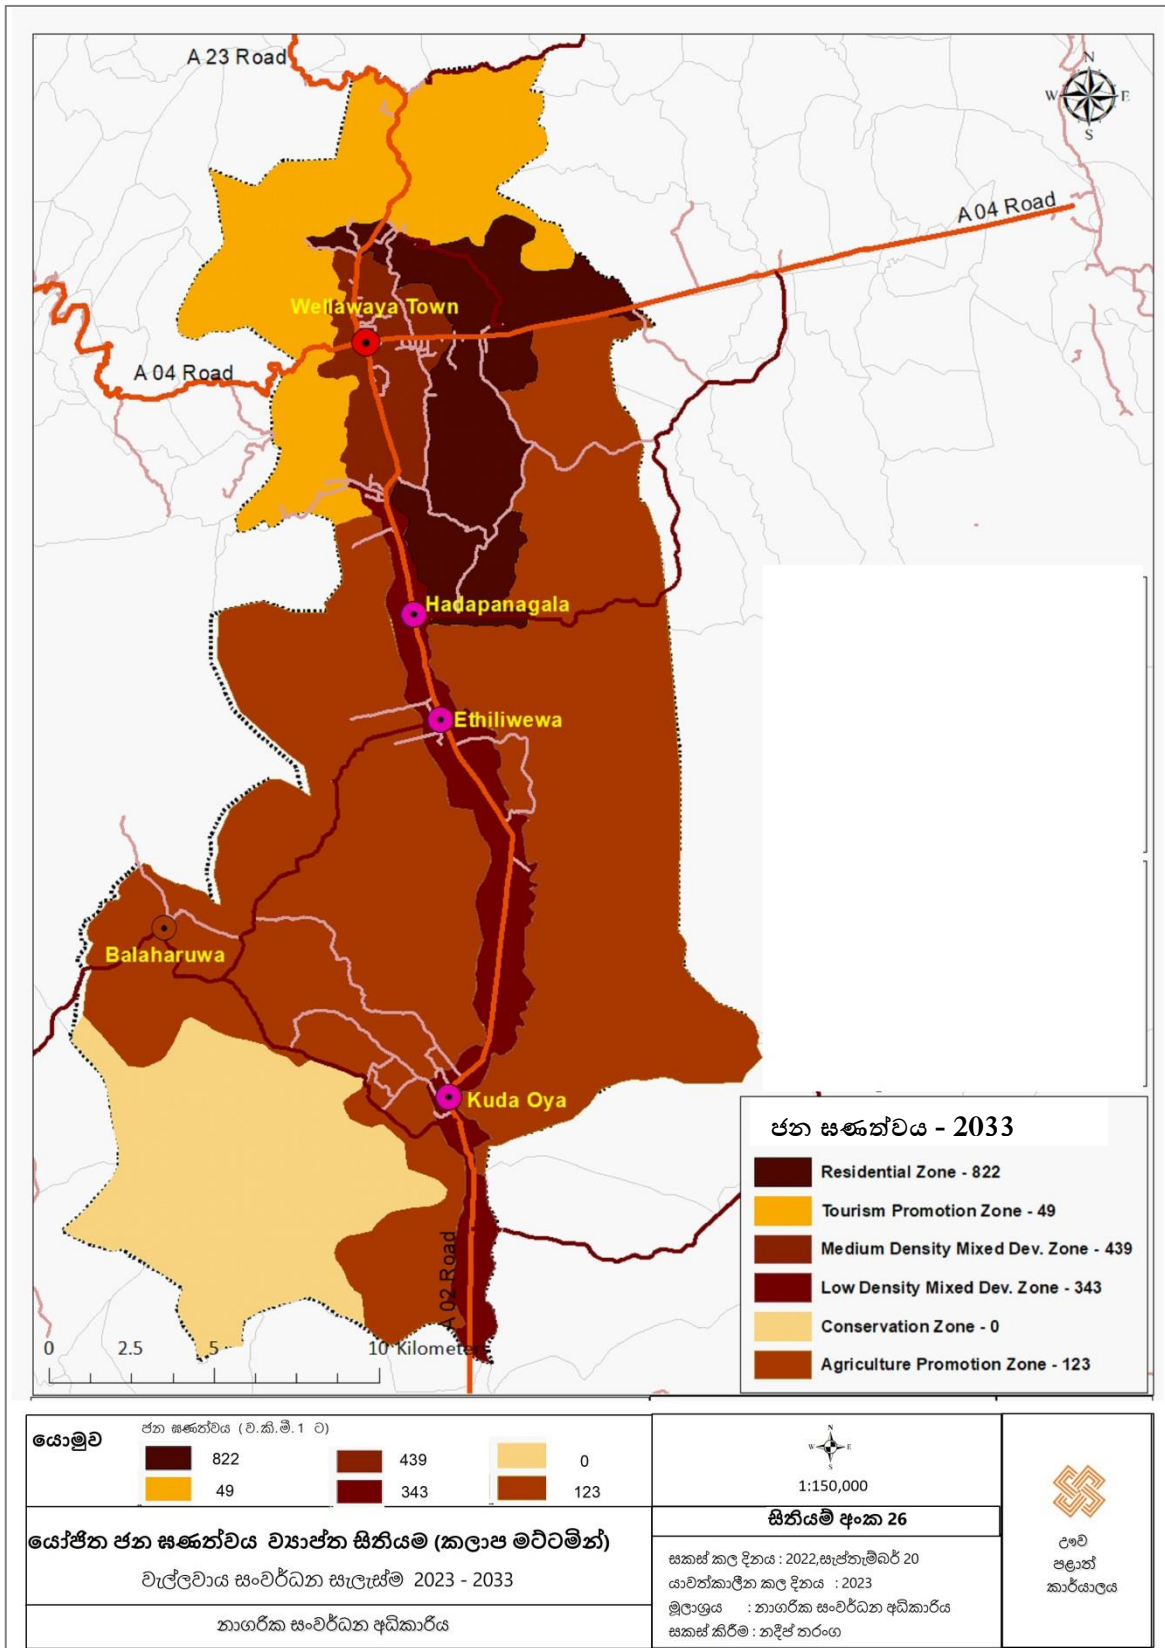 A 23 Road
N
W E
S
A 04 Road
Wellawaya Town
A 04 Road
Hadapanagala
Ethiliwewa
Balaharuwa
Kuda Oya
A 02 Road
0 2.5 5 10 Kilometers
ජන ඝණත්වය - 2033
Residential Zone - 822
Tourism Promotion Zone - 49
Medium Density Mixed Dev. Zone - 439
Low Density Mixed Dev. Zone - 343
Conservation Zone - 0
Agriculture Promotion Zone - 123
යොමුව
ජන ඝණත්වය (ව.කි.මී. 1 ට)
822 439 0
49 343 123
යෝජිත ජන ඝණත්වය ව්‍යාප්ත සිතියම (කලාප මට්ටමින්)
වැල්ලවාය සංවර්ධන සැලැස්ම 2023 - 2033
නාගරික සංවර්ධන අධිකාරිය
N
W E
S
1:150,000
සිතියම් අංක 26
සකස් කල දිනය : 2022,සැප්තැම්බර් 20
යාවත්කාලීන කල දිනය : 2023
මූලාශ්‍රය : නාගරික සංවර්ධන අධිකාරිය
සකස් කිරීම : නදීප් තරංග
ඌව
පළාත්
කාර්යාලය